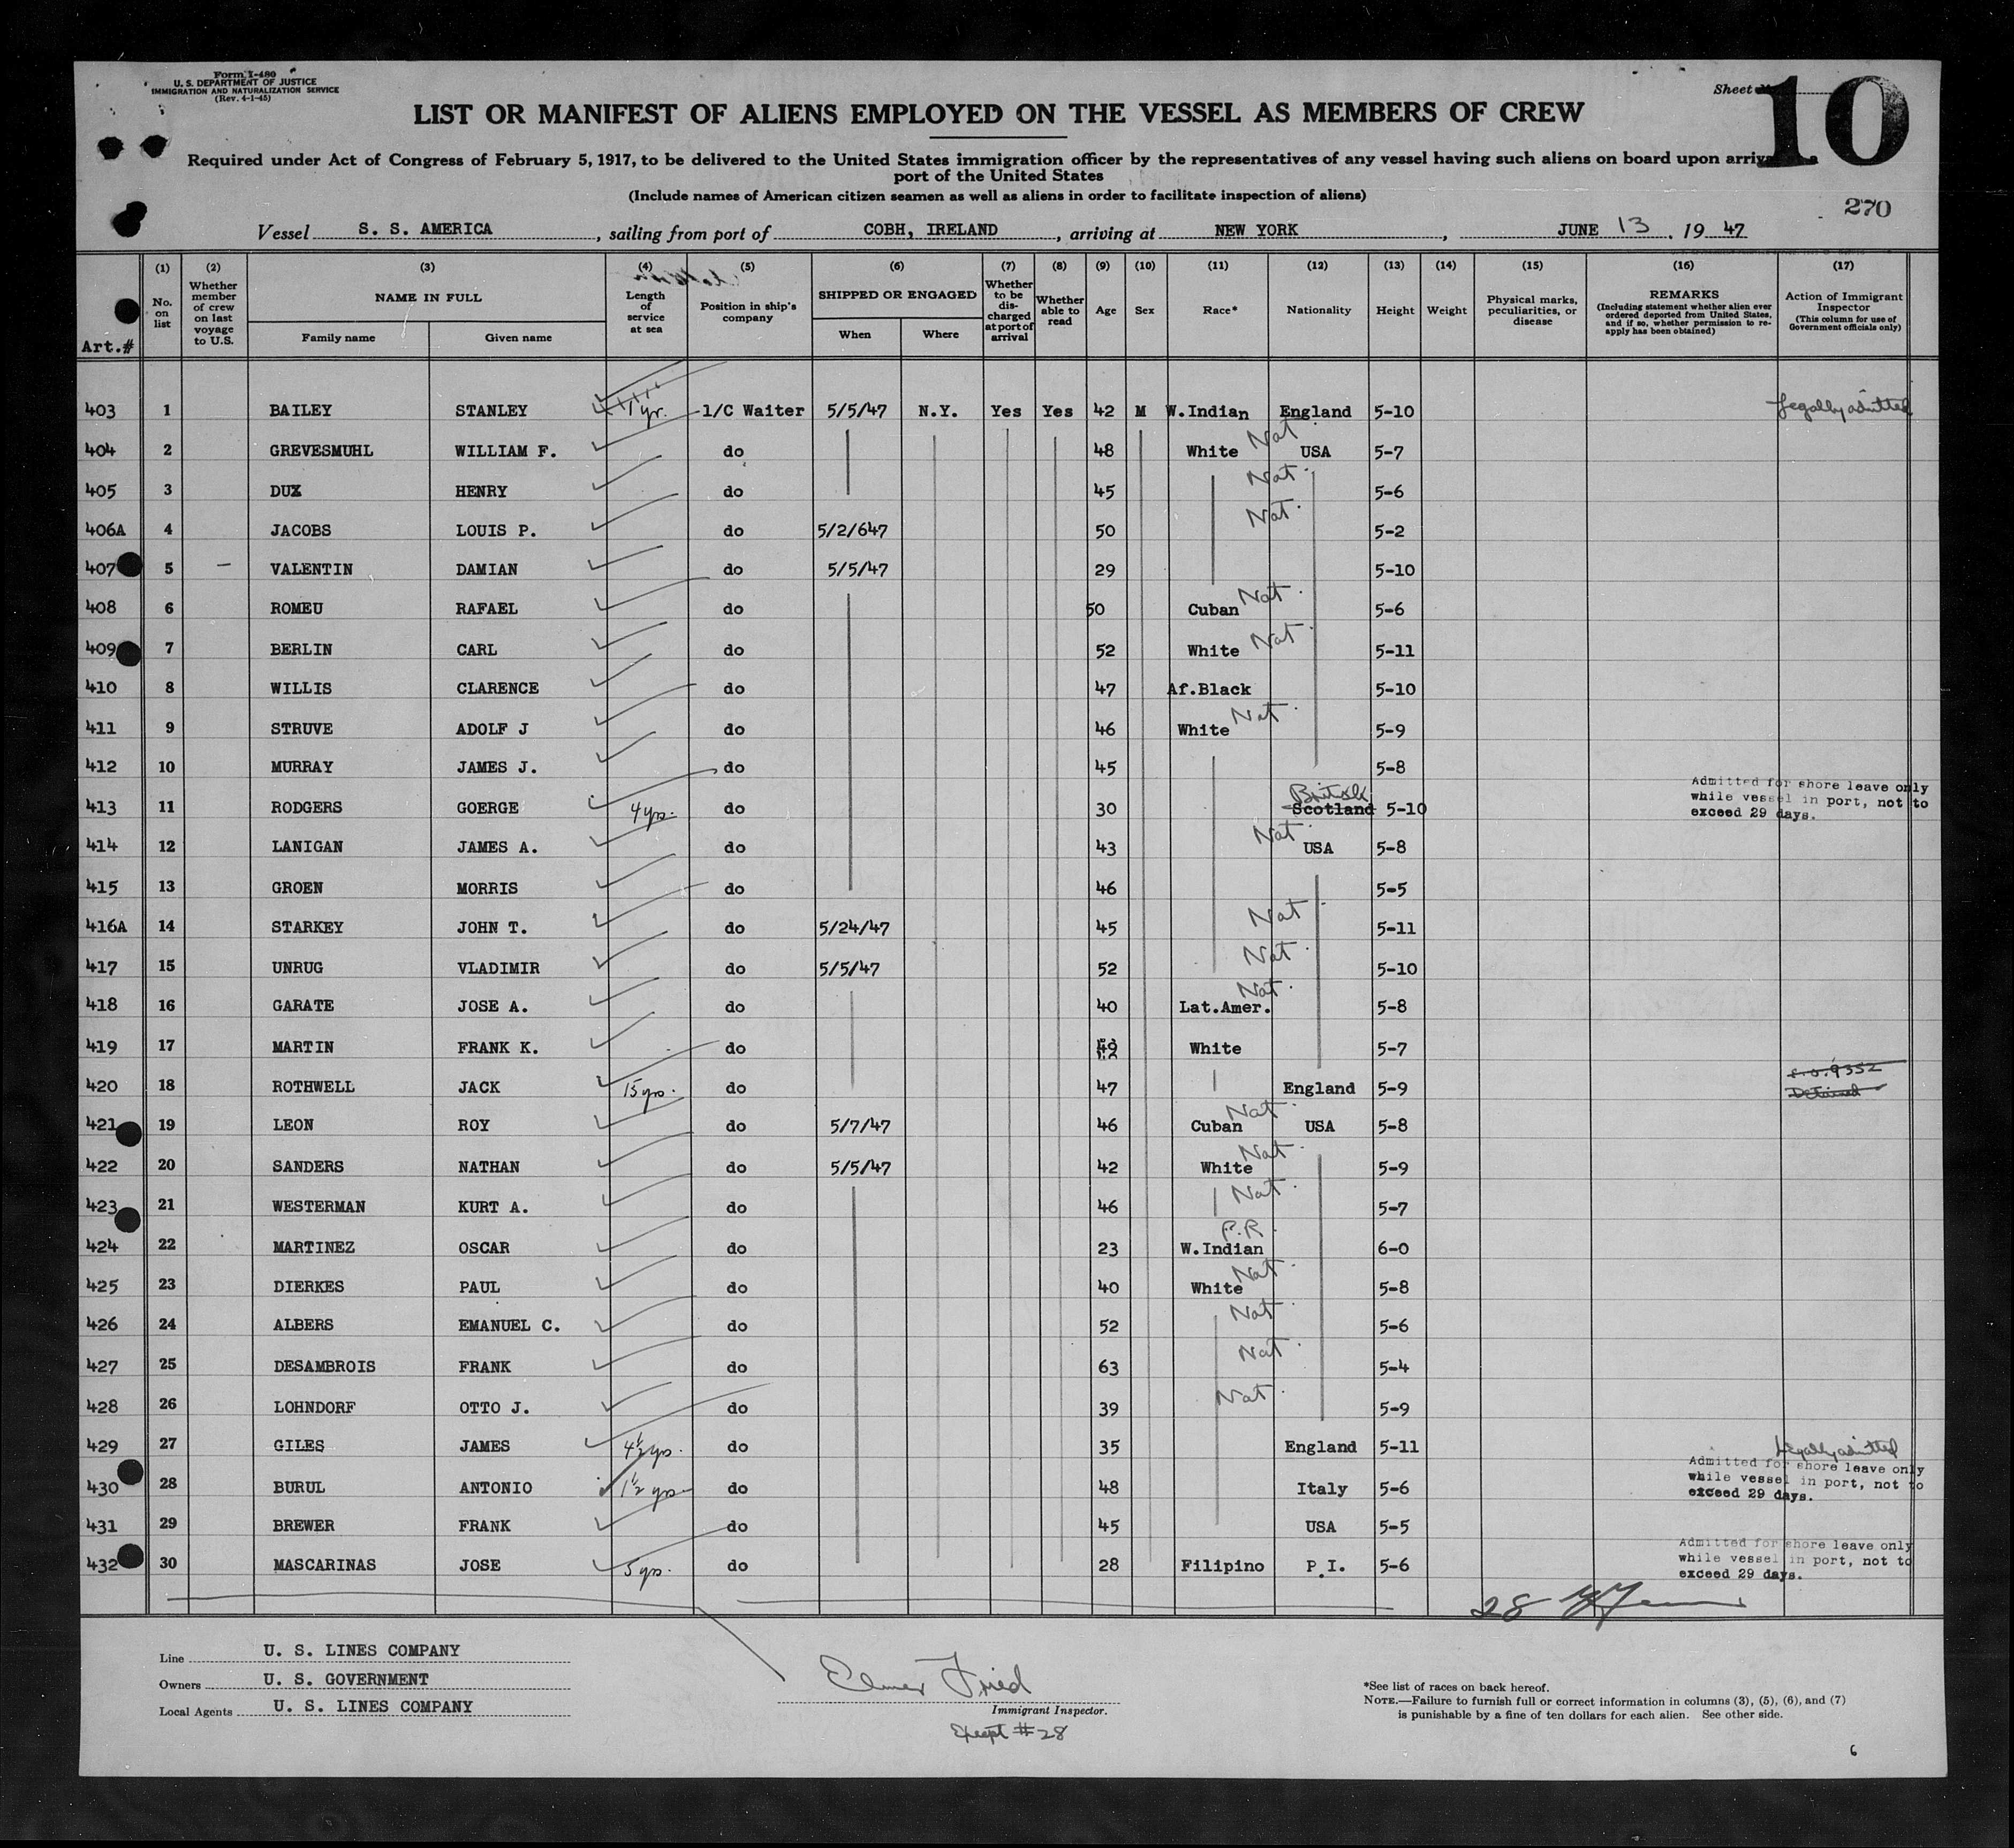 Form I-480
U. S. DEPARTMENT OF JUSTICE
IMMIGRATION AND NATURALIZATION SERVICE
(Rev. 4-1-45)
Sheet
10
LIST OR MANIFEST OF ALIENS EMPLOYED ON THE VESSEL AS MEMBERS OF CREW
Required under Act of Congress of February 5, 1917, to be delivered to the United States immigration officer by the representatives of any vessel having such aliens on board upon arrival
port of the United States
(Include names of American citizen seamen as well as aliens in order to facilitate inspection of aliens)
270
Vessel S. S. AMERICA, sailing from port of COBH, IRELAND, arriving at NEW YORK, JUNE 13, 19 47
Art.# (1) No. on list (2) Whether member of crew on last voyage to U.S. (3) NAME IN FULL Family name Given name (4) Length of service at sea (5) Position in ship's company (6) SHIPPED OR ENGAGED When Where (7) Whether to be discharged at port of arrival (8) Whether able to read (9) Age (10) Sex (11) Race* (12) Nationality (13) Height (14) Weight (15) Physical marks, peculiarities, or disease (16) REMARKS (Including statement whether alien ever ordered deported from United States, and if so, whether permission to reapply has been obtained) (17) Action of Immigrant Inspector (This column for use of Government officials only)
403 1 BAILEY STANLEY 1 yr. 1/C Waiter 5/5/47 N.Y. Yes Yes 42 M W.Indian England 5-10 Legally admitted
404 2 GREVESMUHL WILLIAM F. do 48 White Nat USA 5-7
405 3 DUX HENRY do 45 Nat. 5-6
406A 4 JACOBS LOUIS P. do 5/2/647 50 Nat. 5-2
407 5 – VALENTIN DAMIAN do 5/5/47 29 5-10
408 6 ROMEU RAFAEL do 50 Cuban Nat. 5-6
409 7 BERLIN CARL do 52 White Nat. 5-11
410 8 WILLIS CLARENCE do 47 Af.Black 5-10
411 9 STRUVE ADOLF J do 46 White Nat. 5-9
412 10 MURRAY JAMES J. do 45 5-8
413 11 RODGERS GOERGE 4 yrs. do 30 British Scotland 5-10 Admitted for shore leave only while vessel in port, not to exceed 29 days.
414 12 LANIGAN JAMES A. do 43 Nat. USA 5-8
415 13 GROEN MORRIS do 46 5-5
416A 14 STARKEY JOHN T. do 5/24/47 45 Nat. 5-11
417 15 UNRUG VLADIMIR do 5/5/47 52 Nat. 5-10
418 16 GARATE JOSE A. do 40 Lat.Amer. Nat. 5-8
419 17 MARTIN FRANK K. do White 5-7
420 18 ROTHWELL JACK 15 yrs. do 47 England 5-9 9352 Detained
421 19 LEON ROY do 5/7/47 46 Cuban Nat. USA 5-8
422 20 SANDERS NATHAN do 5/5/47 42 White Nat. 5-9
423 21 WESTERMAN KURT A. do 46 Nat. 5-7
424 22 MARTINEZ OSCAR do 23 W.Indian P.R. 6-0
425 23 DIERKES PAUL do 40 White Nat. 5-8
426 24 ALBERS EMANUEL C. do 52 Nat. 5-6
427 25 DESAMBROIS FRANK do 63 Nat. 5-4
428 26 LOHNDORF OTTO J. do 39 Nat. 5-9
429 27 GILES JAMES 4½ yrs. do 35 England 5-11 Legally admitted
430 28 BURUL ANTONIO 1½ yrs. do 48 Italy 5-6 Admitted for shore leave only while vessel in port, not to exceed 29 days.
431 29 BREWER FRANK do 45 USA 5-5
432 30 MASCARINAS JOSE 5 yrs. do 28 Filipino P.I. 5-6 Admitted for shore leave only while vessel in port, not to exceed 29 days.
28
Line U. S. LINES COMPANY
Owners U. S. GOVERNMENT
Local Agents U. S. LINES COMPANY
Elmer Fried
Immigrant Inspector.
Except #28
*See list of races on back hereof.
NOTE.—Failure to furnish full or correct information in columns (3), (5), (6), and (7)
is punishable by a fine of ten dollars for each alien. See other side.
6